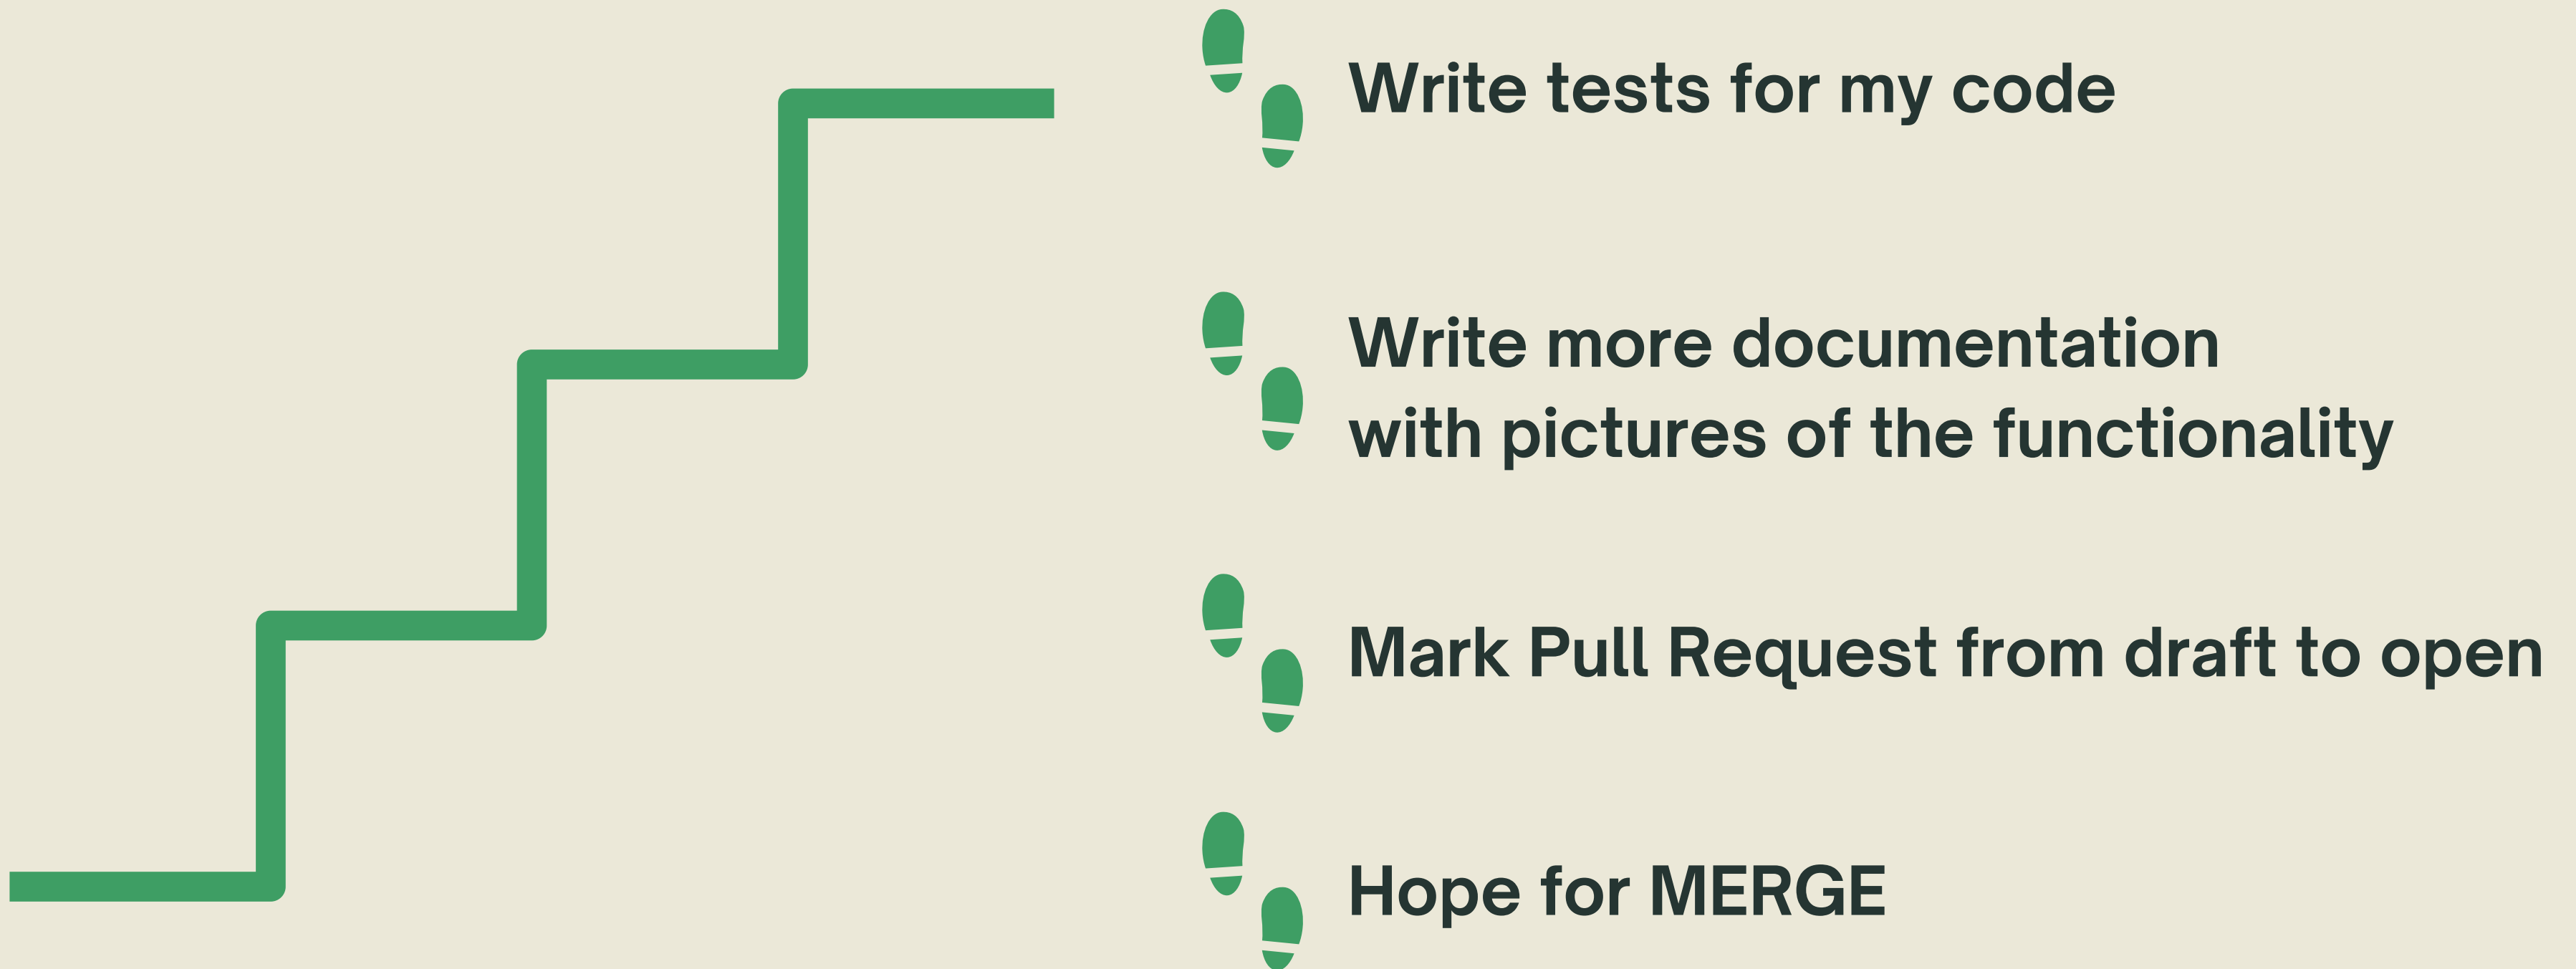 Write tests for my code
Write more documentation
with pictures of the functionality
Mark Pull Request from draft to open
Hope for MERGE